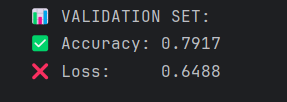 📊 VALIDATION SET:
✅ Accuracy: 0.7917
❌ Loss:     0.6488